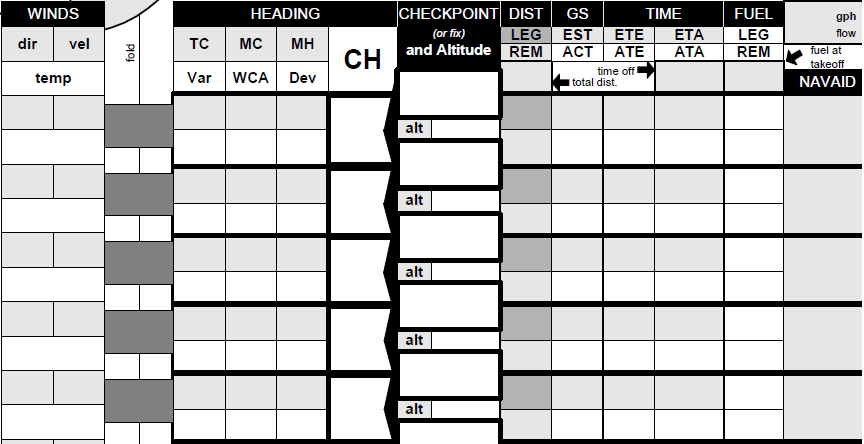 WINDS HEADING CHECKPOINT DIST GS TIME FUEL gph
dir vel fold TC MC MH CH (or fix) LEG EST ETE ETA LEG flow
and Altitude REM ACT ATE ATA REM fuel at takeoff
temp Var WCA Dev time off
total dist. NAVAID
alt
alt
alt
alt
alt